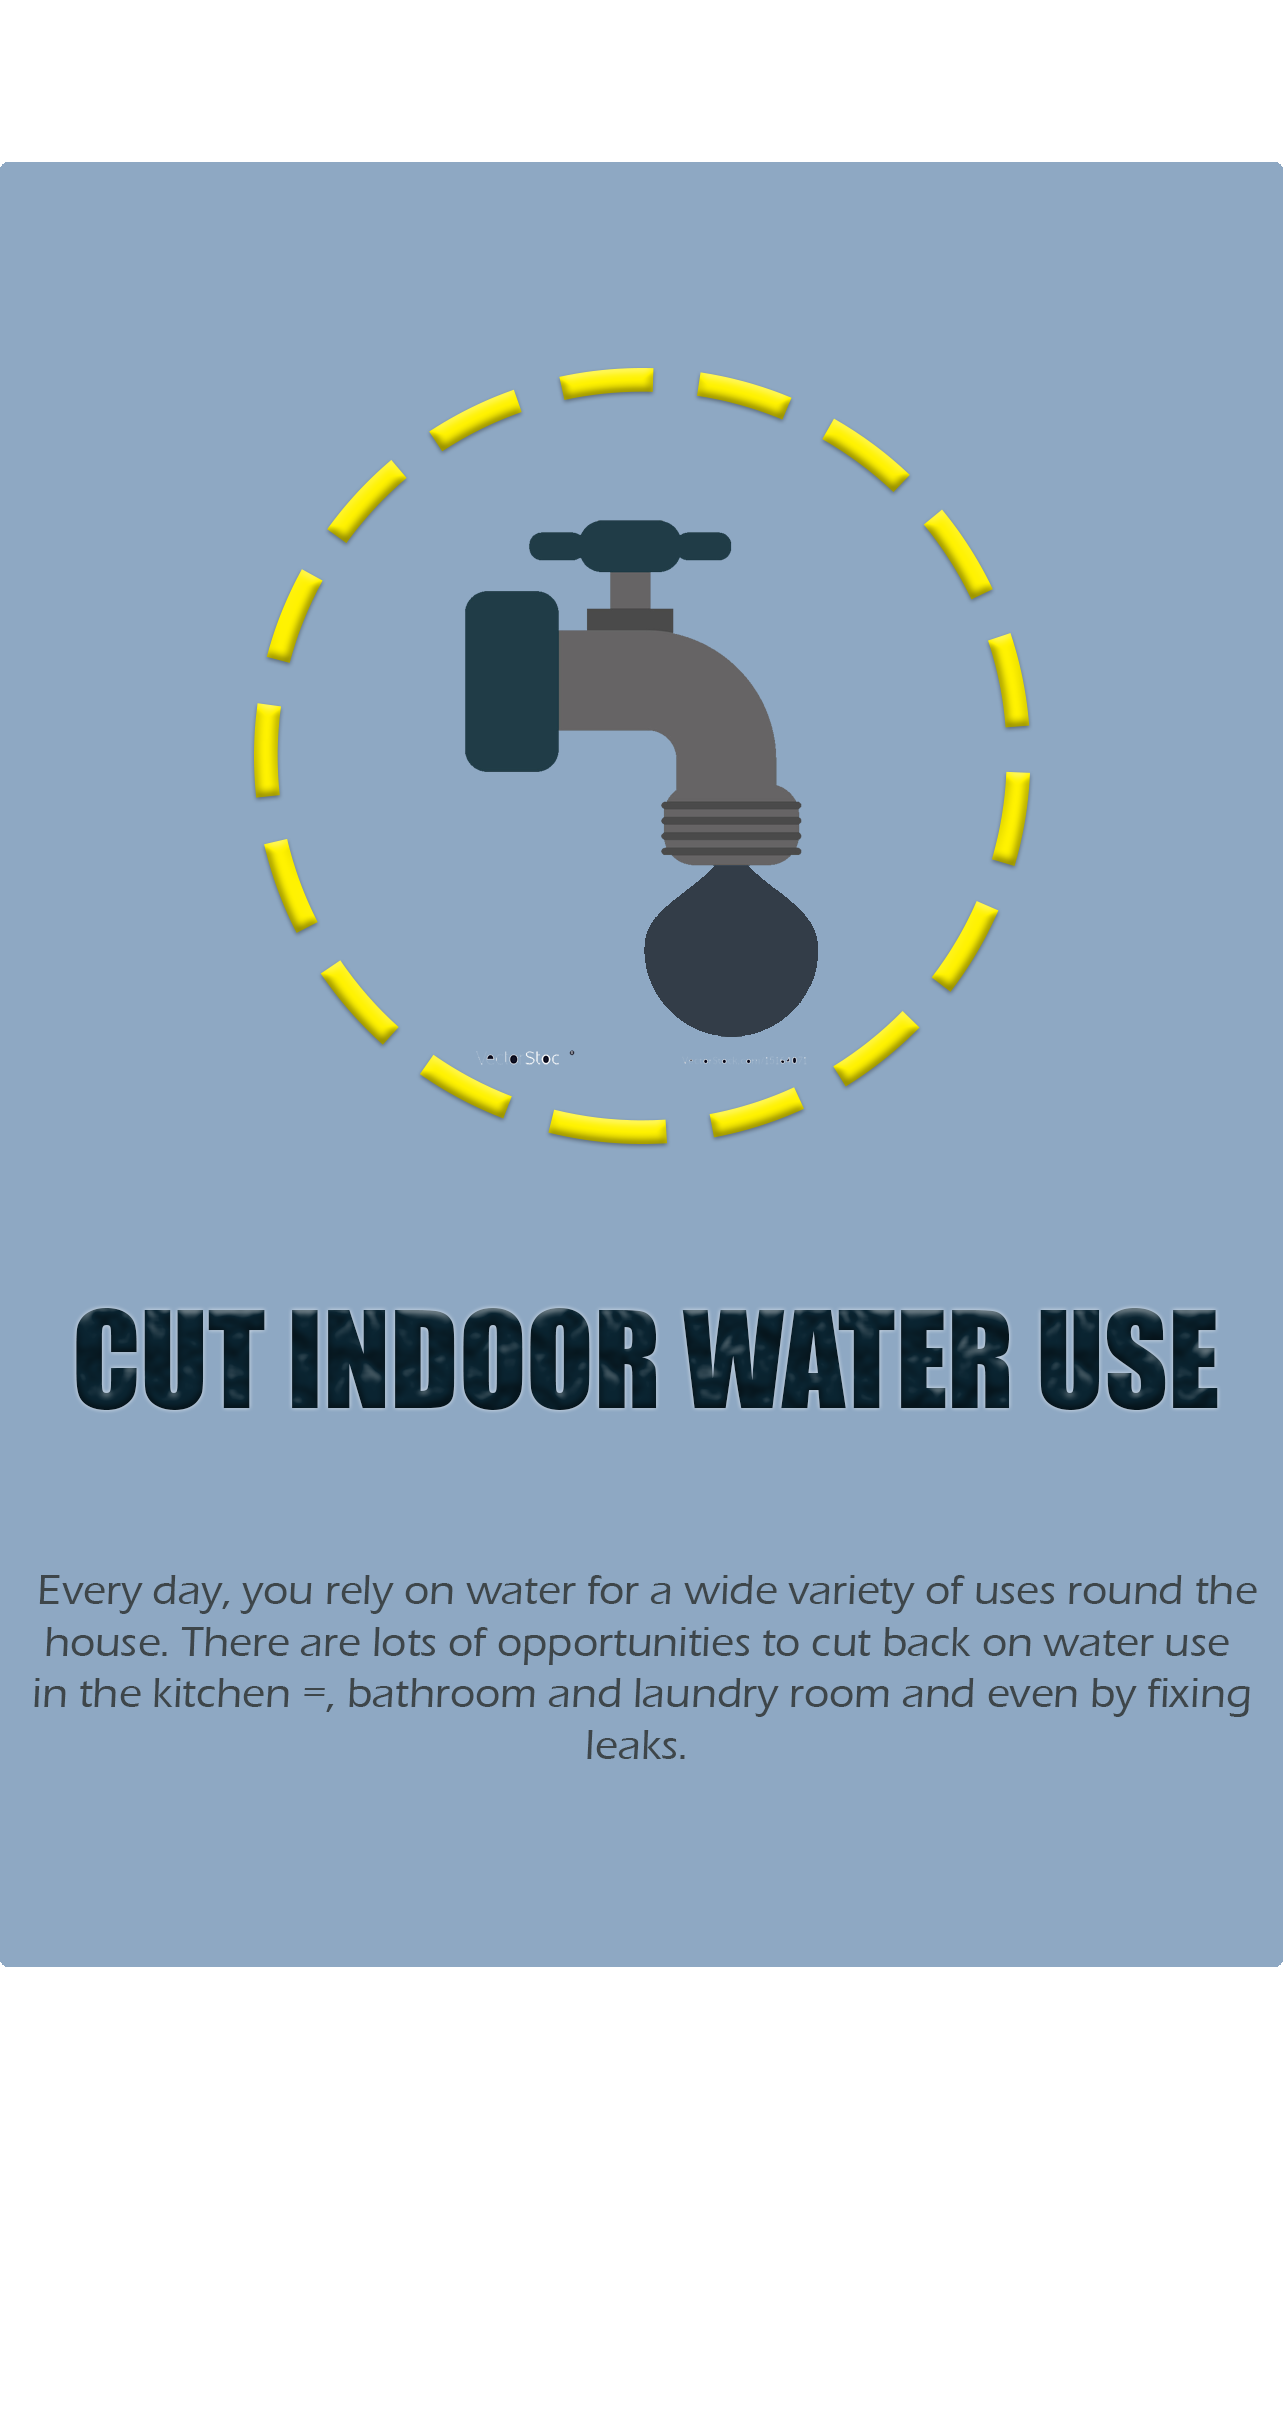 Stoc
CUT INDOOR WATER USE
Every day, you rely on water for a wide variety of uses round the
house. There are lots of opportunities to cut back on water use
in the kitchen =, bathroom and laundry room and even by fixing
leaks.